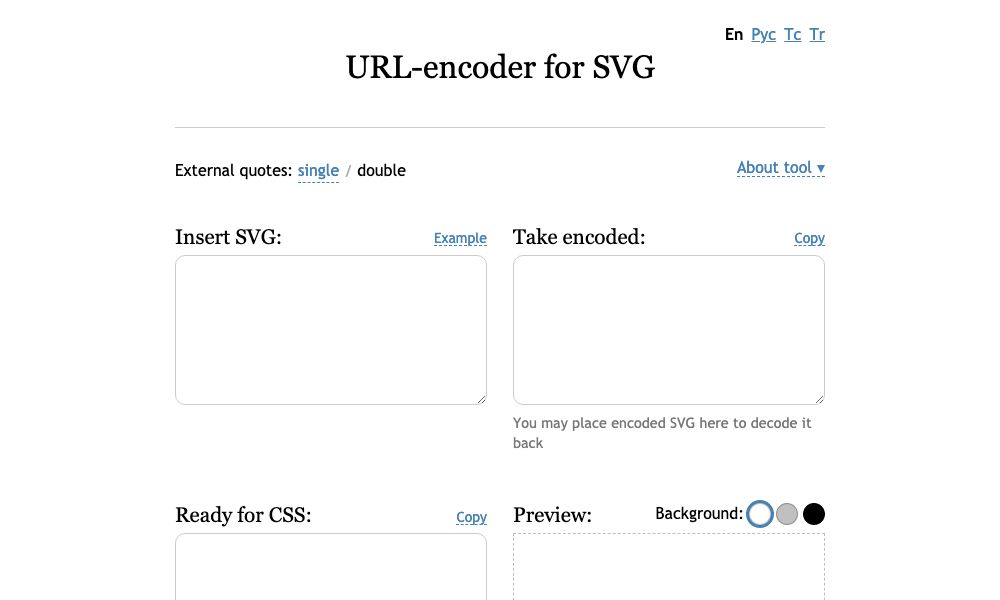 En Рус Tc Tr
URL-encoder for SVG
External quotes: single / double
About tool ▾
Insert SVG:
Example
Take encoded:
Copy
You may place encoded SVG here to decode it
back
Ready for CSS:
Copy
Preview:
Background: